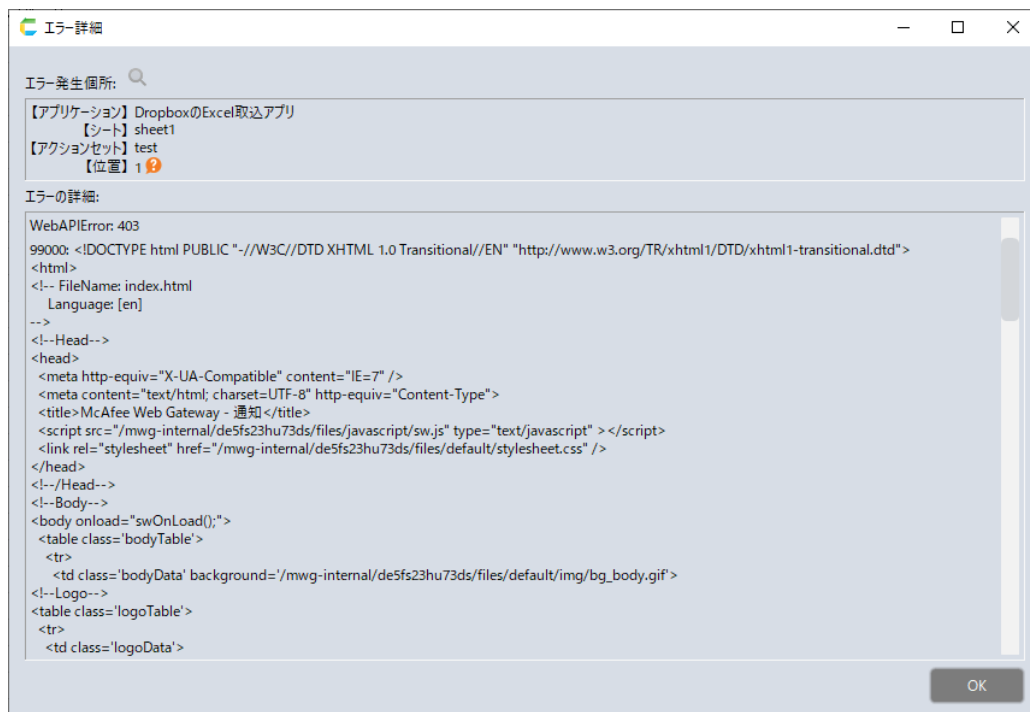 エラー詳細
エラー発生個所:
【アプリケーション】 DropboxのExcel取込アプリ
【シート】 sheet1
【アクションセット】 test
【位置】 1
エラーの詳細:
WebAPIError: 403
99000: <!DOCTYPE html PUBLIC "-//W3C//DTD XHTML 1.0 Transitional//EN" "http://www.w3.org/TR/xhtml1/DTD/xhtml1-transitional.dtd">
<html>
<!-- FileName: index.html
Language: [en]
-->
<!--Head-->
<head>
<meta http-equiv="X-UA-Compatible" content="IE=7" />
<meta content="text/html; charset=UTF-8" http-equiv="Content-Type">
<title>McAfee Web Gateway - 通知</title>
<script src="/mwg-internal/de5fs23hu73ds/files/javascript/sw.js" type="text/javascript" ></script>
<link rel="stylesheet" href="/mwg-internal/de5fs23hu73ds/files/default/stylesheet.css" />
</head>
<!--/Head-->
<!--Body-->
<body onload="swOnLoad();">
<table class='bodyTable'>
<tr>
<td class='bodyData' background='/mwg-internal/de5fs23hu73ds/files/default/img/bg_body.gif'>
<!--Logo-->
<table class='logoTable'>
<tr>
<td class='logoData'>
OK